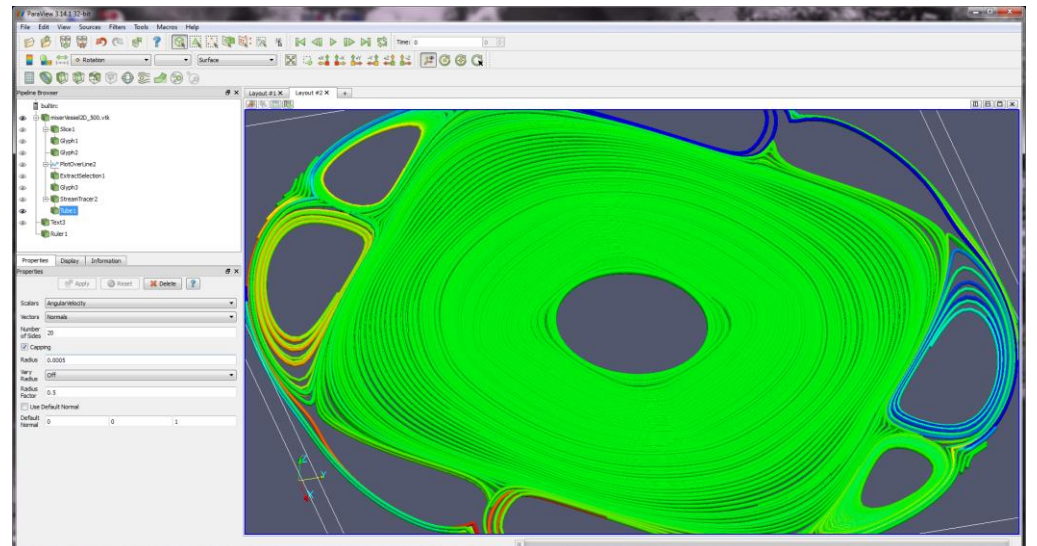 ParaView 3.14.1 32-bit
File Edit View Sources Filters Tools Macros Help
Time: 0 0
Rotation Surface
Pipeline Browser
Layout #1 Layout #2 +
builtin:
mixerVessel2D_500.vtk
Slice1
Glyph1
Glyph2
PlotOverLine2
ExtractSelection1
Glyph3
StreamTracer2
Tube1
Text3
Ruler1
Properties Display Information
Properties
Apply Reset Delete ?
Scalars AngularVelocity
Vectors Normals
Number of Sides 20
Capping
Radius 0.0005
Vary Radius Off
Radius Factor 0.5
Use Default Normal
Default Normal 0 0 1
Z
Y
X